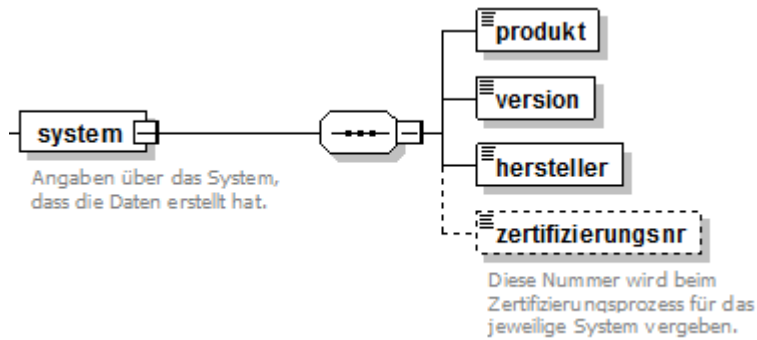 produkt
version
system
hersteller
Angaben über das System,
dass die Daten erstellt hat.
zertifizierungsnr
Diese Nummer wird beim
Zertifizierungsprozess für das
jeweilige System vergeben.